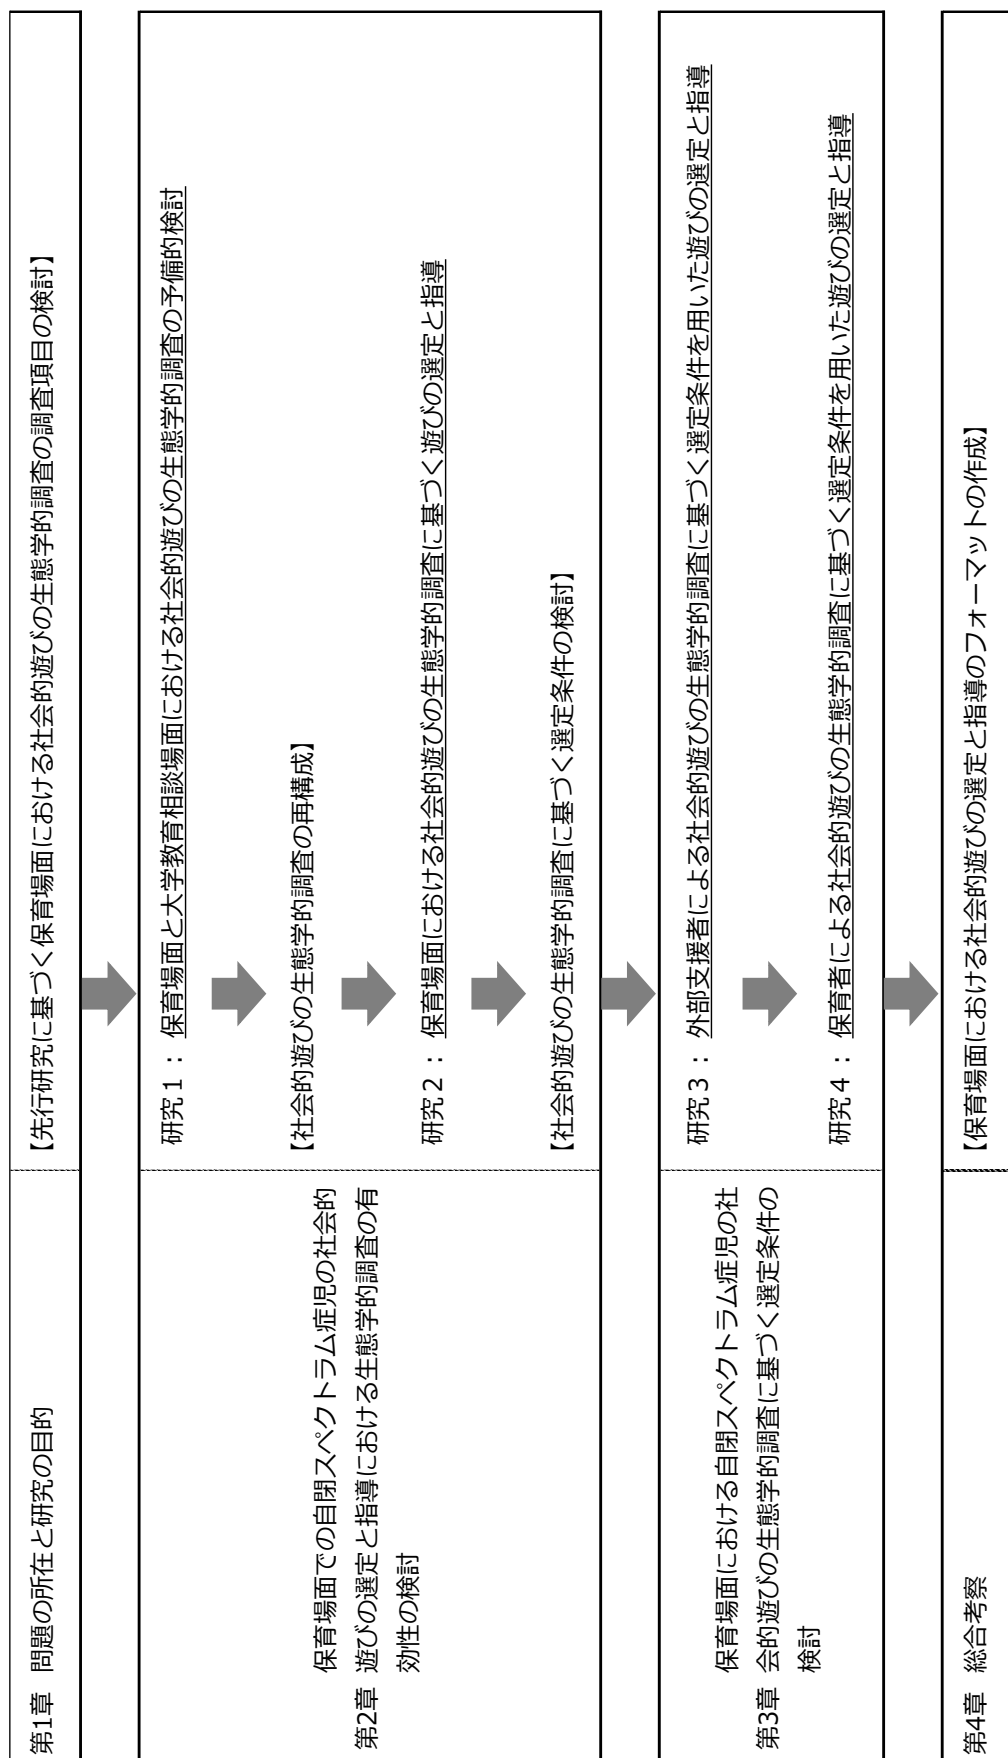 第1章 問題の所在と研究の目的
【先行研究に基づく保育場面における社会的遊びの生態学的調査の調査項目の検討】
第2章
保育場面での自閉スペクトラム症児の社会的
遊びの選定と指導における生態学的調査の有
効性の検討
研究1： 保育場面と大学教育相談場面における社会的遊びの生態学的調査の予備的検討
【社会的遊びの生態学的調査の再構成】
研究2： 保育場面における社会的遊びの生態学的調査に基づく遊びの選定と指導
【社会的遊びの生態学的調査に基づく選定条件の検討】
第3章
保育場面における自閉スペクトラム症児の社
会的遊びの生態学的調査に基づく選定条件の
検討
研究3： 外部支援者による社会的遊びの生態学的調査に基づく選定条件を用いた遊びの選定と指導
研究4： 保育者による社会的遊びの生態学的調査に基づく選定条件を用いた遊びの選定と指導
第4章 総合考察
【保育場面における社会的遊びの選定と指導のフォーマットの作成】